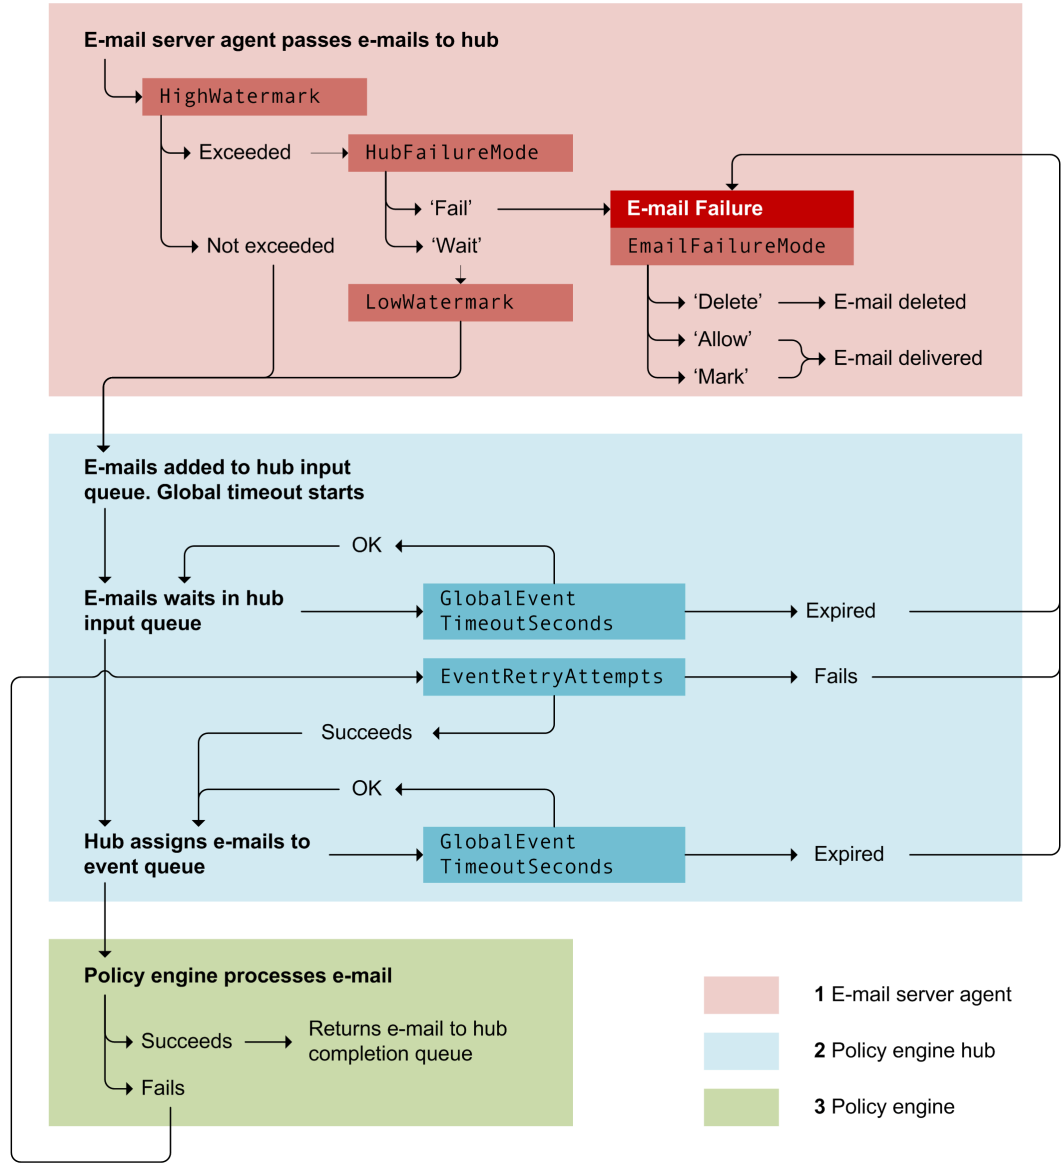 E-mail server agent passes e-mails to hub
HighWatermark
Exceeded
HubFailureMode
‘Fail’
E-mail Failure
‘Wait’
Not exceeded
EmailFailureMode
LowWatermark
‘Delete’
E-mail deleted
‘Allow’
E-mail delivered
‘Mark’
E-mails added to hub input
queue. Global timeout starts
OK
E-mails waits in hub
input queue
GlobalEvent
TimeoutSeconds
Expired
EventRetryAttempts
Fails
Succeeds
OK
Hub assigns e-mails to
event queue
GlobalEvent
TimeoutSeconds
Expired
Policy engine processes e-mail
Succeeds
Returns e-mail to hub
completion queue
Fails
1 E-mail server agent
2 Policy engine hub
3 Policy engine